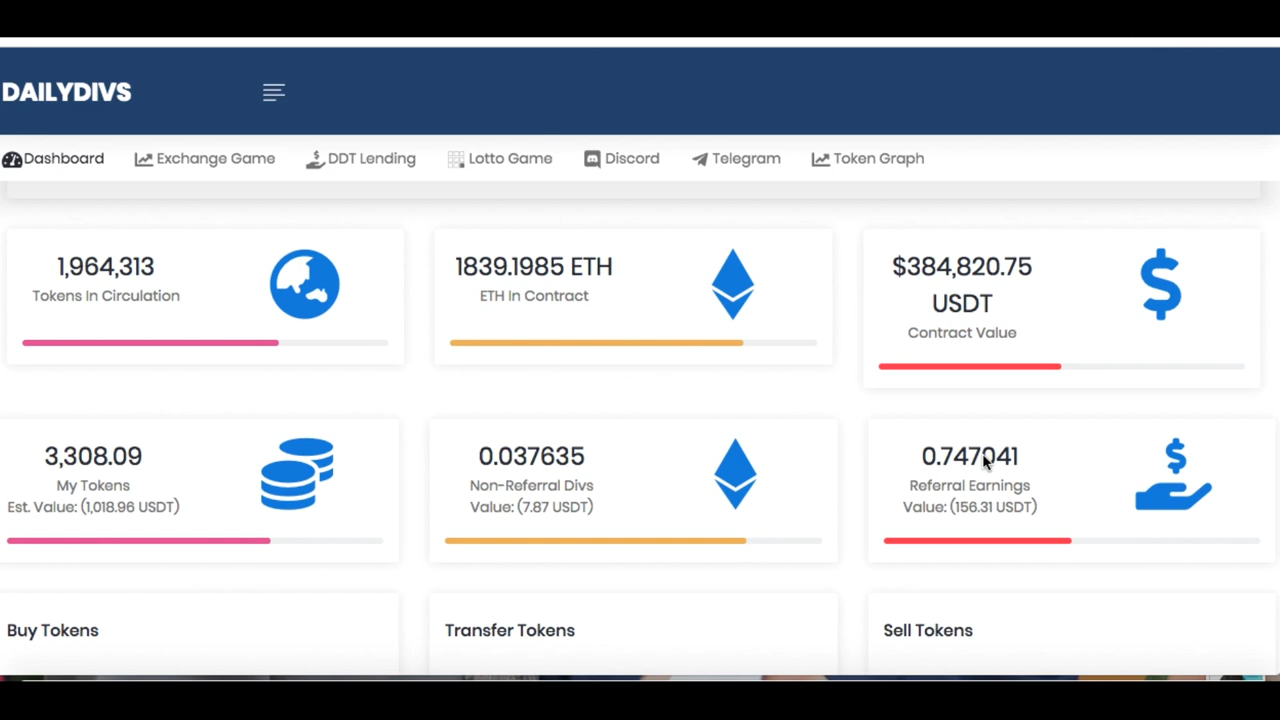 DAILYDIVS
Dashboard
Exchange Game
DDT Lending
Lotto Game
Discord
Telegram
Token Graph
1,964,313
Tokens In Circulation
1839.1985 ETH
ETH In Contract
$384,820.75
USDT
Contract Value
3,308.09
My Tokens
Est. Value: (1,018.96 USDT)
0.037635
Non-Referral Divs
Value: (7.87 USDT)
0.747041
Referral Earnings
Value: (156.31 USDT)
Buy Tokens
Transfer Tokens
Sell Tokens